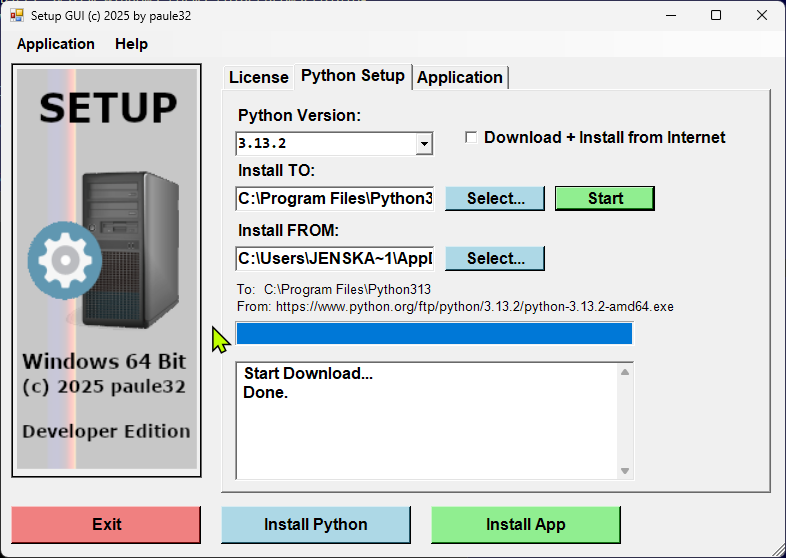 Setup GUI (c) 2025 by paule32
Application Help
SETUP
Windows 64 Bit
(c) 2025 paule32
Developer Edition
License Python Setup Application
Python Version:
3.13.2
Download + Install from Internet
Install TO:
C:\Program Files\Python3
Select...
Start
Install FROM:
C:\Users\JENSKA~1\AppD
Select...
To: C:\Program Files\Python313
From: https://www.python.org/ftp/python/3.13.2/python-3.13.2-amd64.exe
Start Download...
Done.
Exit
Install Python
Install App